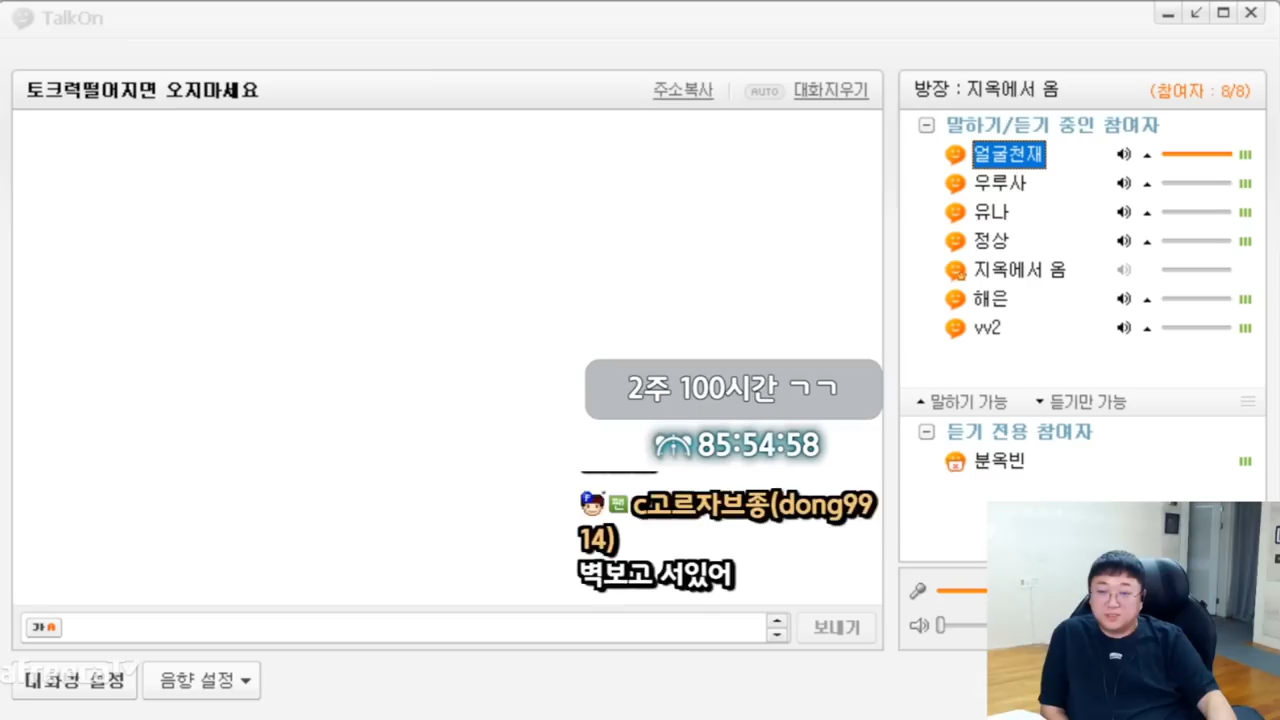 TalkOn
토크력떨어지면 오지마세요
주소복사
AUTO
대화지우기
방장 : 지옥에서 옴
(참여자 : 8/8)
말하기/듣기 중인 참여자
얼굴천재
우루사
유나
정상
지옥에서 옴
해은
vv2
말하기 가능
듣기만 가능
듣기 전용 참여자
분옥빈
2주 100시간 ㄱㄱ
85:54:58
팬 c고르자브종(dong99
14)
벽보고 서있어
가A
보내기
대화방 설정
음향 설정
afreecaTV